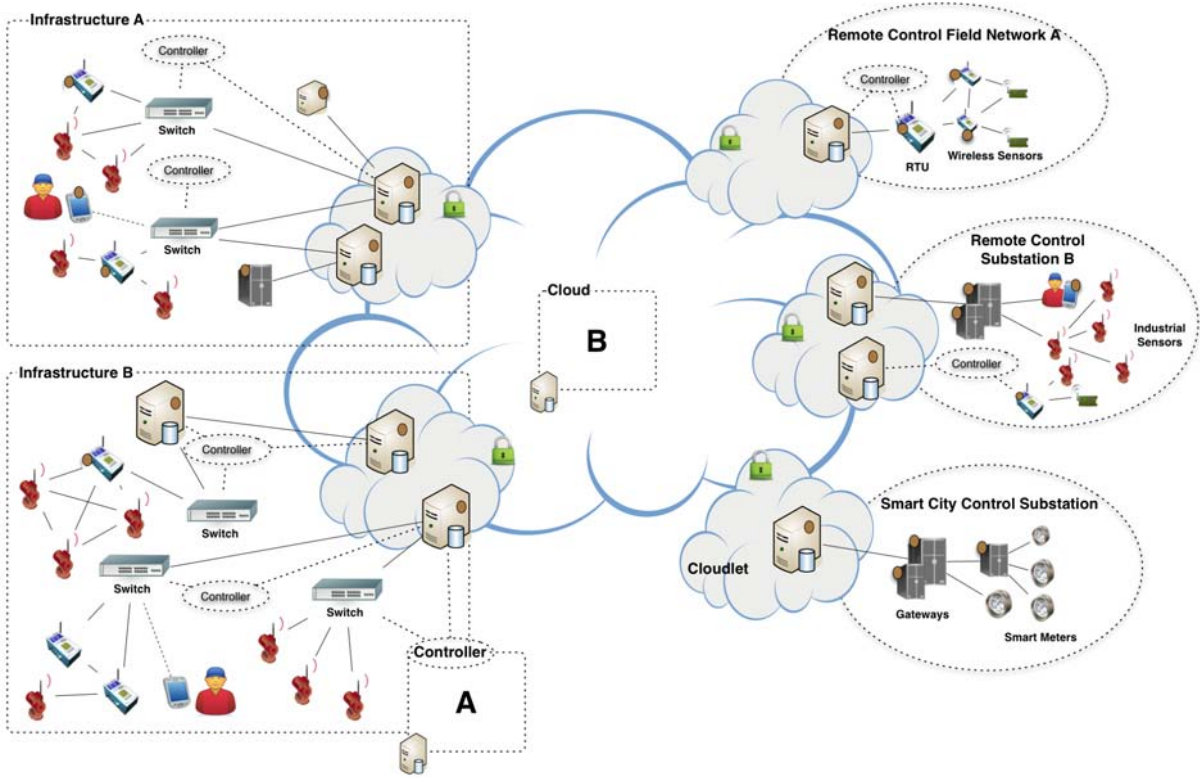 Infrastructure A
Controller
Switch
Controller
Switch
Infrastructure B
Controller
Switch
Switch
Controller
Switch
Controller
A
Cloud
B
Remote Control Field Network A
Controller
RTU
Wireless Sensors
Remote Control
Substation B
Industrial
Sensors
Controller
Smart City Control Substation
Cloudlet
Gateways
Smart Meters